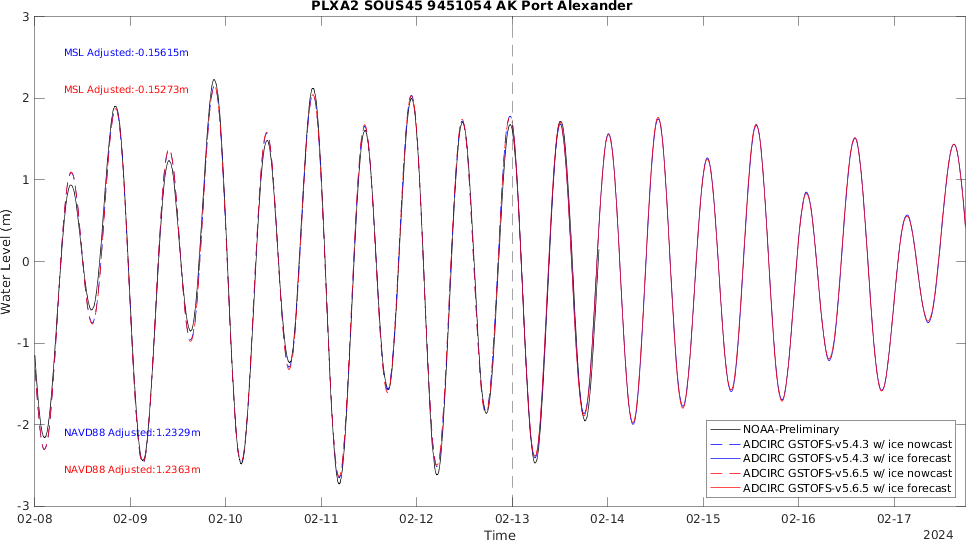 PLXA2 SOUS45 9451054 AK Port Alexander
MSL Adjusted:-0.15615m
MSL Adjusted:-0.15273m
NAVD88 Adjusted:1.2329m
NAVD88 Adjusted:1.2363m
Water Level (m)
3
2
1
0
-1
-2
-3
NOAA-Preliminary
ADCIRC GSTOFS-v5.4.3 w/ ice nowcast
ADCIRC GSTOFS-v5.4.3 w/ ice forecast
ADCIRC GSTOFS-v5.6.5 w/ ice nowcast
ADCIRC GSTOFS-v5.6.5 w/ ice forecast
02-08 02-09 02-10 02-11 02-12 02-13 02-14 02-15 02-16 02-17
Time
2024